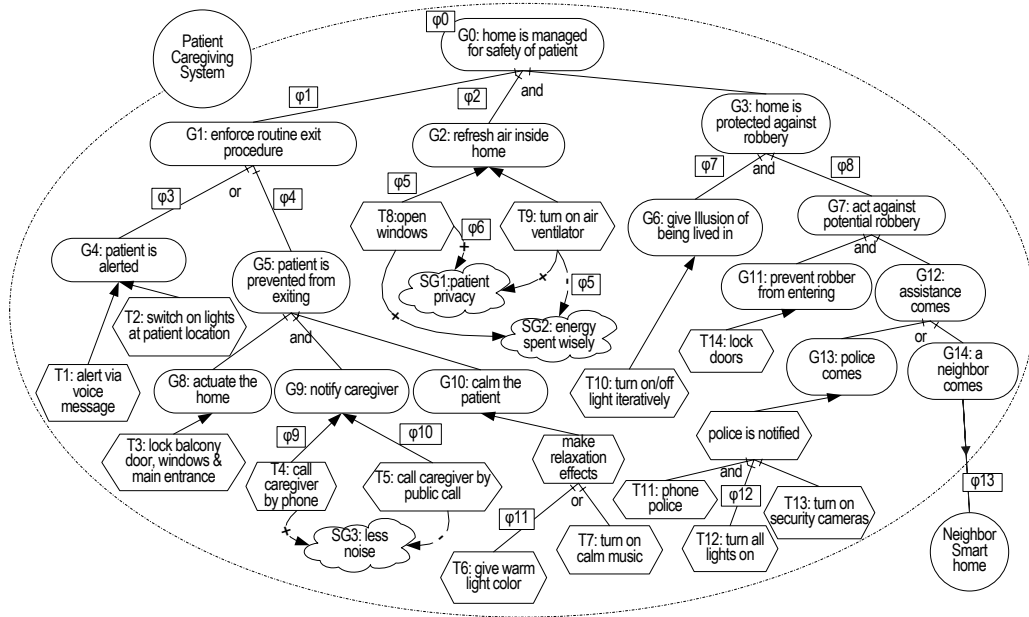 Patient
Caregiving
System
φ0
G0: home is managed
for safety of patient
and
φ1
φ2
G1: enforce routine exit
procedure
or
G2: refresh air inside
home
G3: home is
protected against
robbery
and
φ3
φ4
φ5
φ7
φ8
G4: patient is
alerted
G5: patient is
prevented from
exiting
and
T8:open
windows
φ6
T9: turn on air
ventilator
G6: give Illusion of
being lived in
G7: act against
potential robbery
and
+
+
+
-
SG1:patient
privacy
φ5
SG2: energy
spent wisely
G11: prevent robber
from entering
G12:
assistance
comes
or
T2: switch on lights
at patient location
T1: alert via
voice
message
T14: lock
doors
G13: police
comes
G14: a
neighbor
comes
G8: actuate the
home
G9: notify caregiver
G10: calm the
patient
T10: turn on/off
light iteratively
T3: lock balcony
door, windows &
main entrance
φ9
φ10
T4: call
caregiver
by phone
T5: call caregiver by
public call
make
relaxation
effects
or
police is notified
and
+
-
SG3: less
noise
φ11
T6: give warm
light color
T7: turn on
calm music
T11: phone
police
φ12
T12: turn all
lights on
T13: turn on
security cameras
φ13
Neighbor
Smart
home